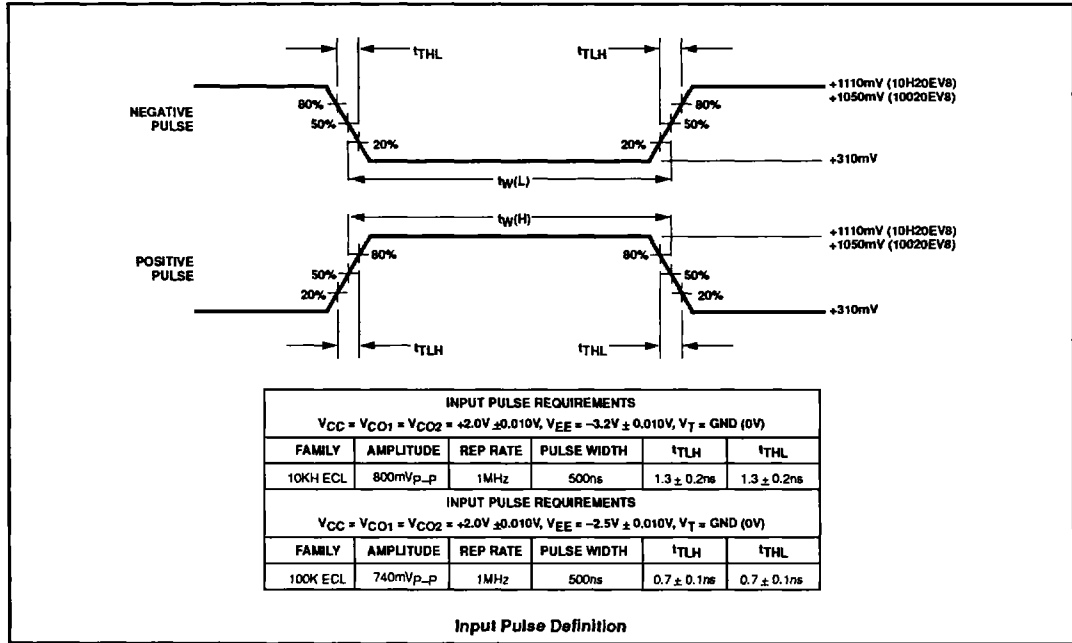 tTHL
tTLH
+1110mV (10H20EV8)
+1050mV (10020EV8)
80%
80%
NEGATIVE
PULSE
50%
50%
20%
20%
+310mV
tW(L)
tW(H)
+1110mV (10H20EV8)
+1050mV (10020EV8)
80%
80%
POSITIVE
PULSE
50%
50%
20%
20%
+310mV
tTLH
tTHL
INPUT PULSE REQUIREMENTS
VCC = VCO1 = VCO2 = +2.0V ±0.010V, VEE = –3.2V ± 0.010V, VT = GND (0V)
FAMILY AMPLITUDE REP RATE PULSE WIDTH tTLH tTHL
10KH ECL 800mVP–P 1MHz 500ns 1.3 ± 0.2ns 1.3 ± 0.2ns
INPUT PULSE REQUIREMENTS
VCC = VCO1 = VCO2 = +2.0V ±0.010V, VEE = –2.5V ± 0.010V, VT = GND (0V)
FAMILY AMPLITUDE REP RATE PULSE WIDTH tTLH tTHL
100K ECL 740mVP–P 1MHz 500ns 0.7 ± 0.1ns 0.7 ± 0.1ns
Input Pulse Definition